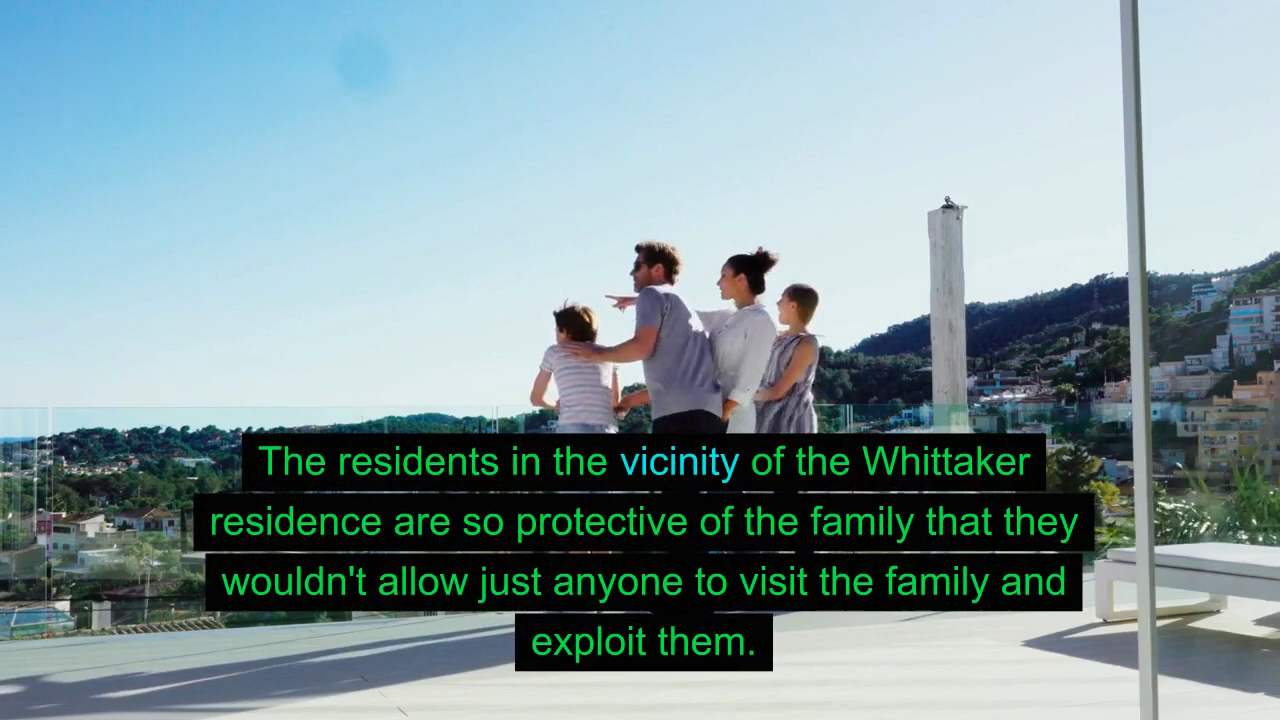 The residents in the vicinity of the Whittaker
residence are so protective of the family that they
wouldn't allow just anyone to visit the family and
exploit them.